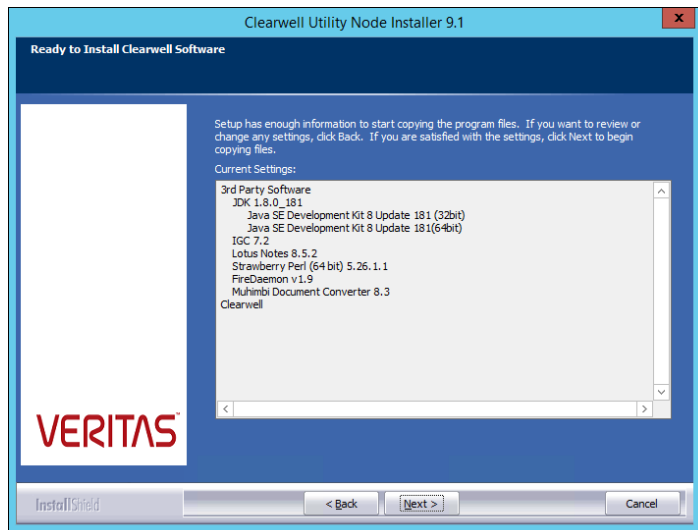 Clearwell Utility Node Installer 9.1
x
Ready to Install Clearwell Software
Setup has enough information to start copying the program files. If you want to review or
change any settings, click Back. If you are satisfied with the settings, click Next to begin
copying files.
Current Settings:
3rd Party Software
JDK 1.8.0_181
Java SE Development Kit 8 Update 181 (32bit)
Java SE Development Kit 8 Update 181(64bit)
IGC 7.2
Lotus Notes 8.5.2
Strawberry Perl (64 bit) 5.26.1.1
FireDaemon v1.9
Muhimbi Document Converter 8.3
Clearwell
VERITAS™
InstallShield
< Back
Next >
Cancel